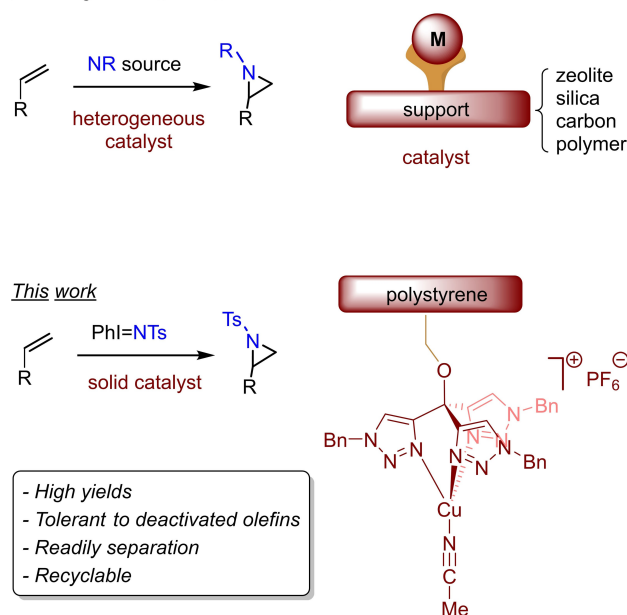 R
NR source
heterogeneous
catalyst
R
N
R
M
support
catalyst
zeolite
silica
carbon
polymer
This work
R
PhI=NTs
solid catalyst
Ts
N
R
polystyrene
O
+
PF6
−
Bn
N
N
N
N
N
N
Bn
N
N
N
Bn
Cu
N
C
Me
- High yields
- Tolerant to deactivated olefins
- Readily separation
- Recyclable